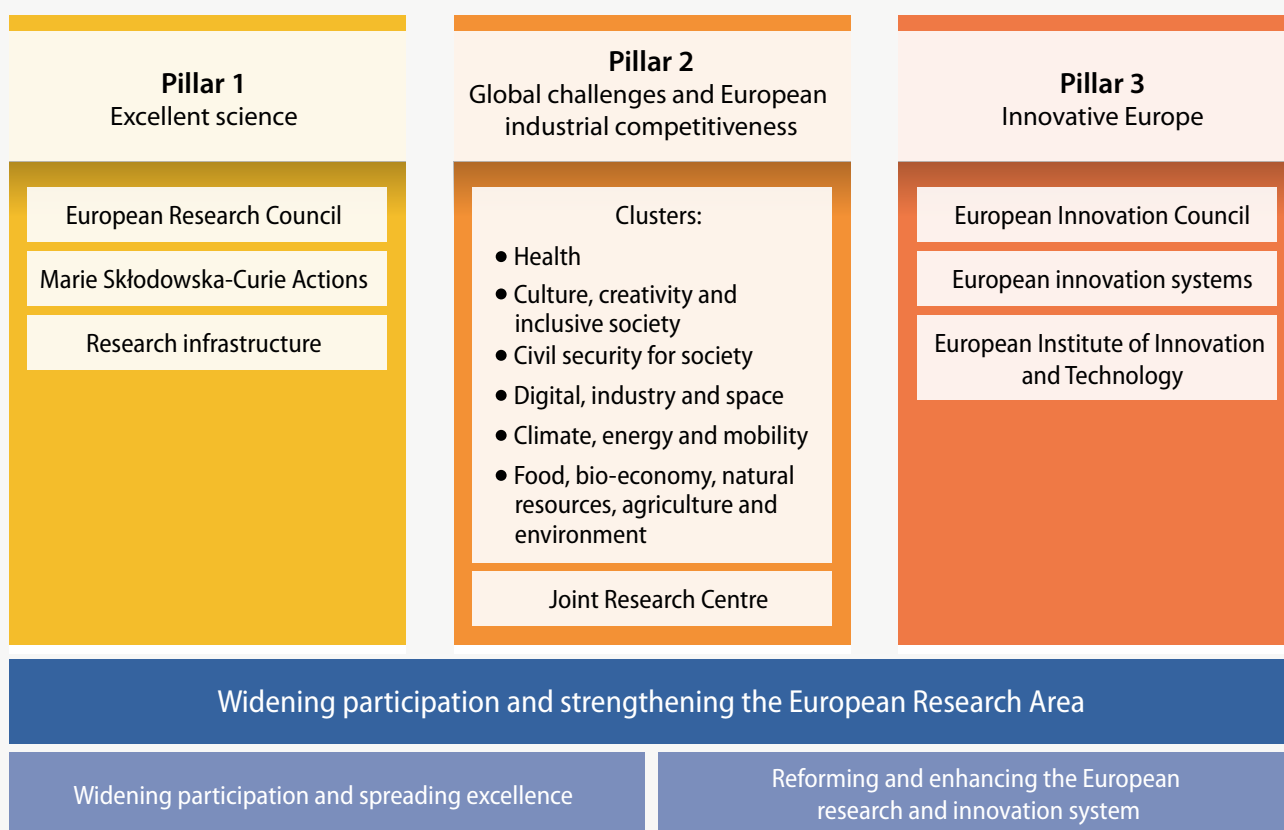 Pillar 1
Excellent science
European Research Council
Marie Skłodowska-Curie Actions
Research infrastructure
Pillar 2
Global challenges and European
industrial competitiveness
Clusters:
• Health
• Culture, creativity and
inclusive society
• Civil security for society
• Digital, industry and space
• Climate, energy and mobility
• Food, bio-economy, natural
resources, agriculture and
environment
Joint Research Centre
Pillar 3
Innovative Europe
European Innovation Council
European innovation systems
European Institute of Innovation
and Technology
Widening participation and strengthening the European Research Area
Widening participation and spreading excellence
Reforming and enhancing the European
research and innovation system